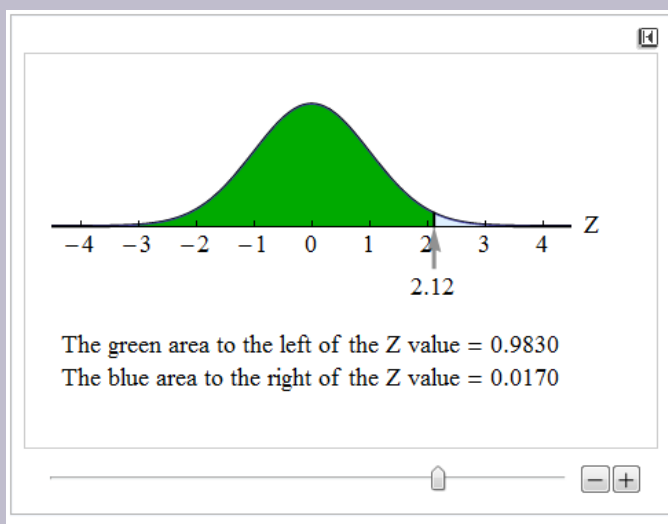 −4 −3 −2 −1 0 1 2 3 4 Z
2.12
The green area to the left of the Z value = 0.9830
The blue area to the right of the Z value = 0.0170
− +